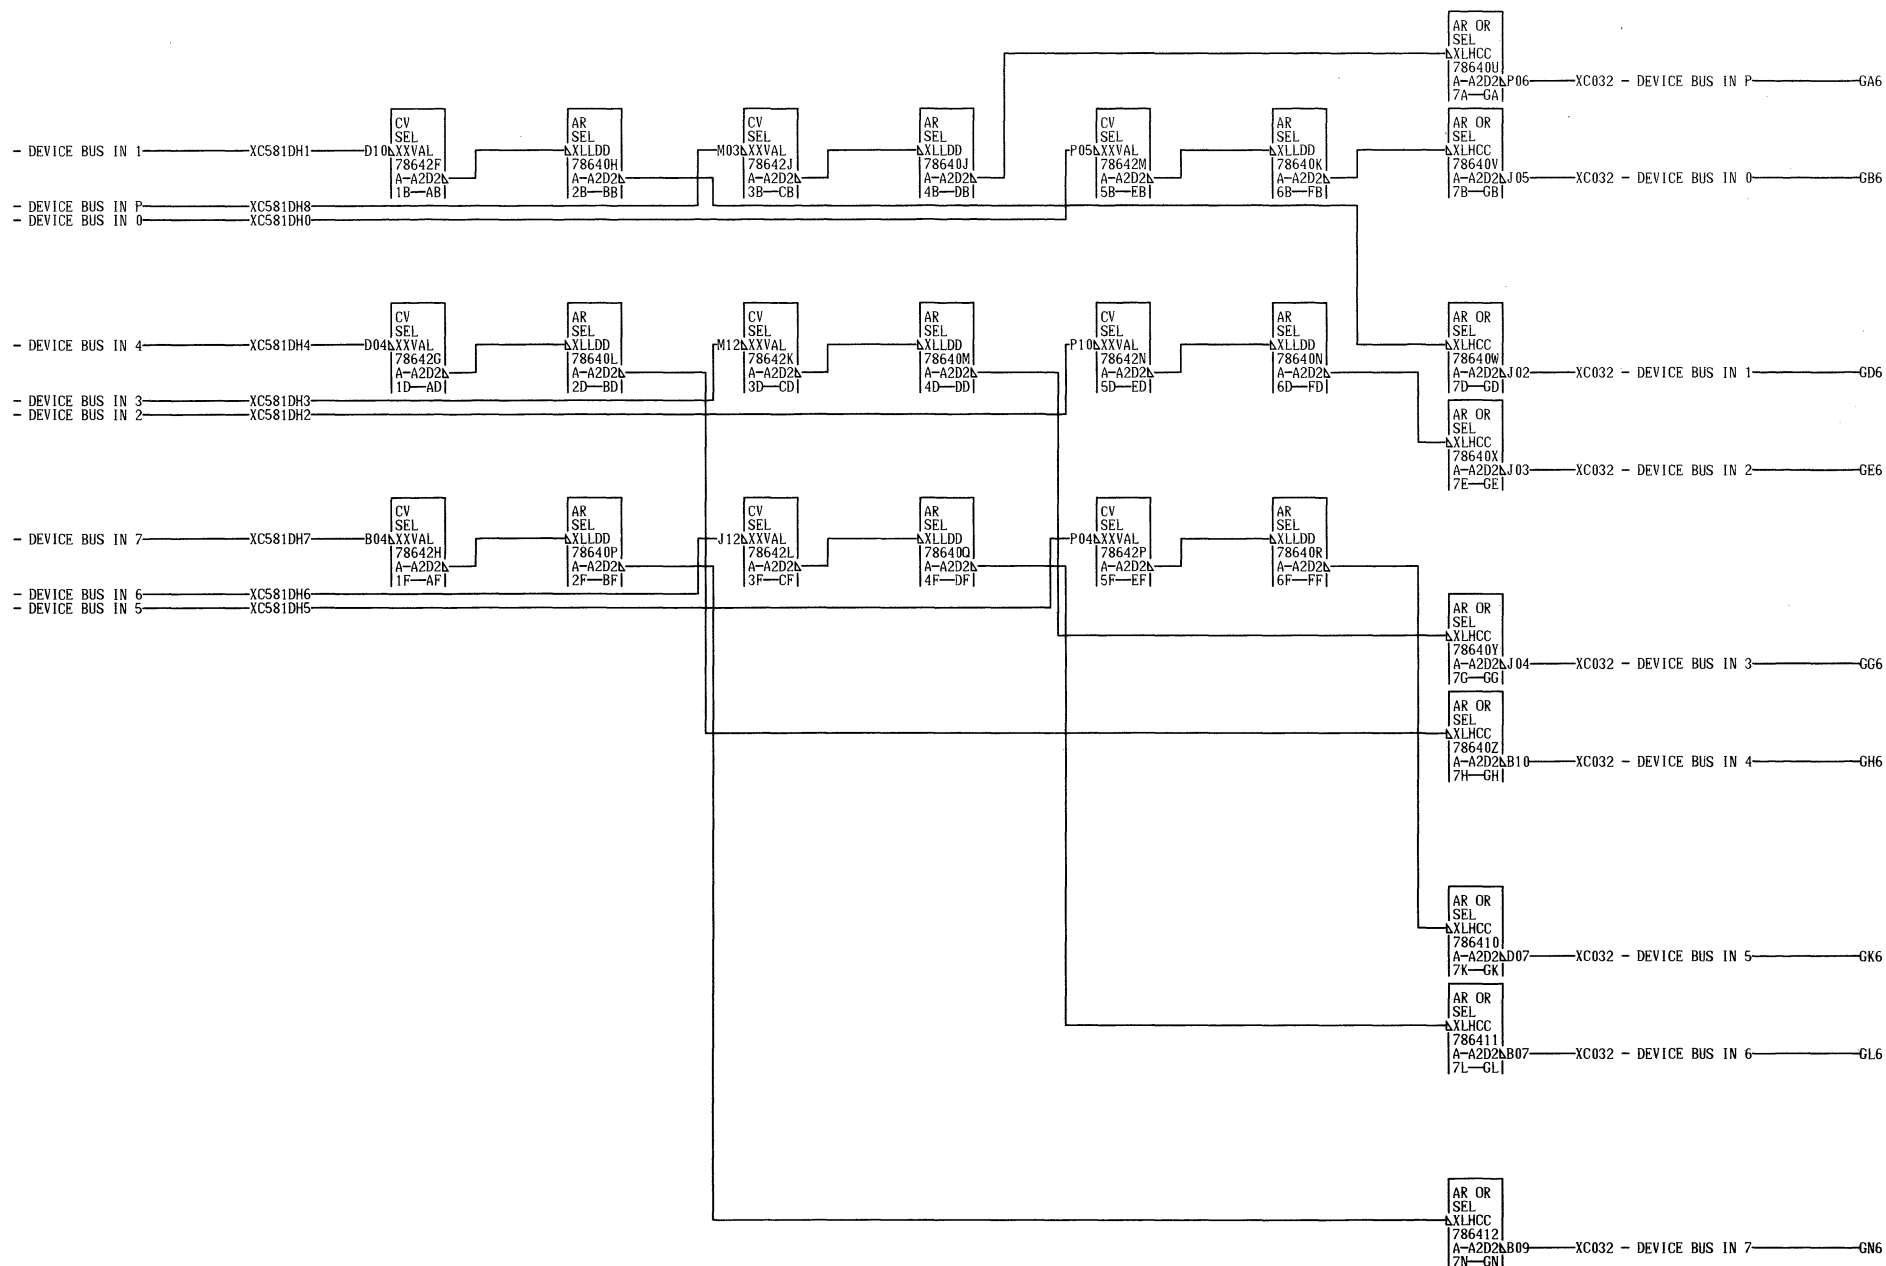 AR OR
SEL
XLHCC
78640U
A-A2D2 P06 XC032 - DEVICE BUS IN P GA6
7A GA
CV
SEL
- DEVICE BUS IN 1 XC581DH1 D10 XXVAL
78642F
A-A2D2
1B AB
AR
SEL
XLLDD
78640H
A-A2D2
2B BB
CV
SEL
M03 XXVAL
78642J
A-A2D2
3B CB
AR
SEL
XLLDD
78640J
A-A2D2
4B DB
CV
SEL
P05 XXVAL
78642M
A-A2D2
5B EB
AR
SEL
XLLDD
78640K
A-A2D2
6B FB
AR OR
SEL
XLHCC
78640V
A-A2D2 J05 XC032 - DEVICE BUS IN 0 GB6
7B GB
- DEVICE BUS IN P XC581DH8
- DEVICE BUS IN 0 XC581DH0
CV
SEL
- DEVICE BUS IN 4 XC581DH4 D04 XXVAL
78642G
A-A2D2
1D AD
AR
SEL
XLLDD
78640L
A-A2D2
2D BD
CV
SEL
M12 XXVAL
78642K
A-A2D2
3D CD
AR
SEL
XLLDD
78640M
A-A2D2
4D DD
CV
SEL
P10 XXVAL
78642N
A-A2D2
5D ED
AR
SEL
XLLDD
78640N
A-A2D2
6D FD
AR OR
SEL
XLHCC
78640W
A-A2D2 J02 XC032 - DEVICE BUS IN 1 GD6
7D GD
- DEVICE BUS IN 3 XC581DH3
- DEVICE BUS IN 2 XC581DH2
AR OR
SEL
XLHCC
78640X
A-A2D2 J03 XC032 - DEVICE BUS IN 2 GE6
7E GE
CV
SEL
- DEVICE BUS IN 7 XC581DH7 B04 XXVAL
78642H
A-A2D2
1F AF
AR
SEL
XLLDD
78640P
A-A2D2
2F BF
CV
SEL
J12 XXVAL
78642L
A-A2D2
3F CF
AR
SEL
XLLDD
78640Q
A-A2D2
4F DF
CV
SEL
P04 XXVAL
78642P
A-A2D2
5F EF
AR
SEL
XLLDD
78640R
A-A2D2
6F FF
- DEVICE BUS IN 6 XC581DH6
- DEVICE BUS IN 5 XC581DH5
AR OR
SEL
XLHCC
78640Y
A-A2D2 J04 XC032 - DEVICE BUS IN 3 GG6
7G GG
AR OR
SEL
XLHCC
78640Z
A-A2D2 B10 XC032 - DEVICE BUS IN 4 GH6
7H GH
AR OR
SEL
XLHCC
786410
A-A2D2 D07 XC032 - DEVICE BUS IN 5 GK6
7K GK
AR OR
SEL
XLHCC
786411
A-A2D2 B07 XC032 - DEVICE BUS IN 6 GL6
7L GL
AR OR
SEL
XLHCC
786412
A-A2D2 B09 XC032 - DEVICE BUS IN 7 GN6
7N GN